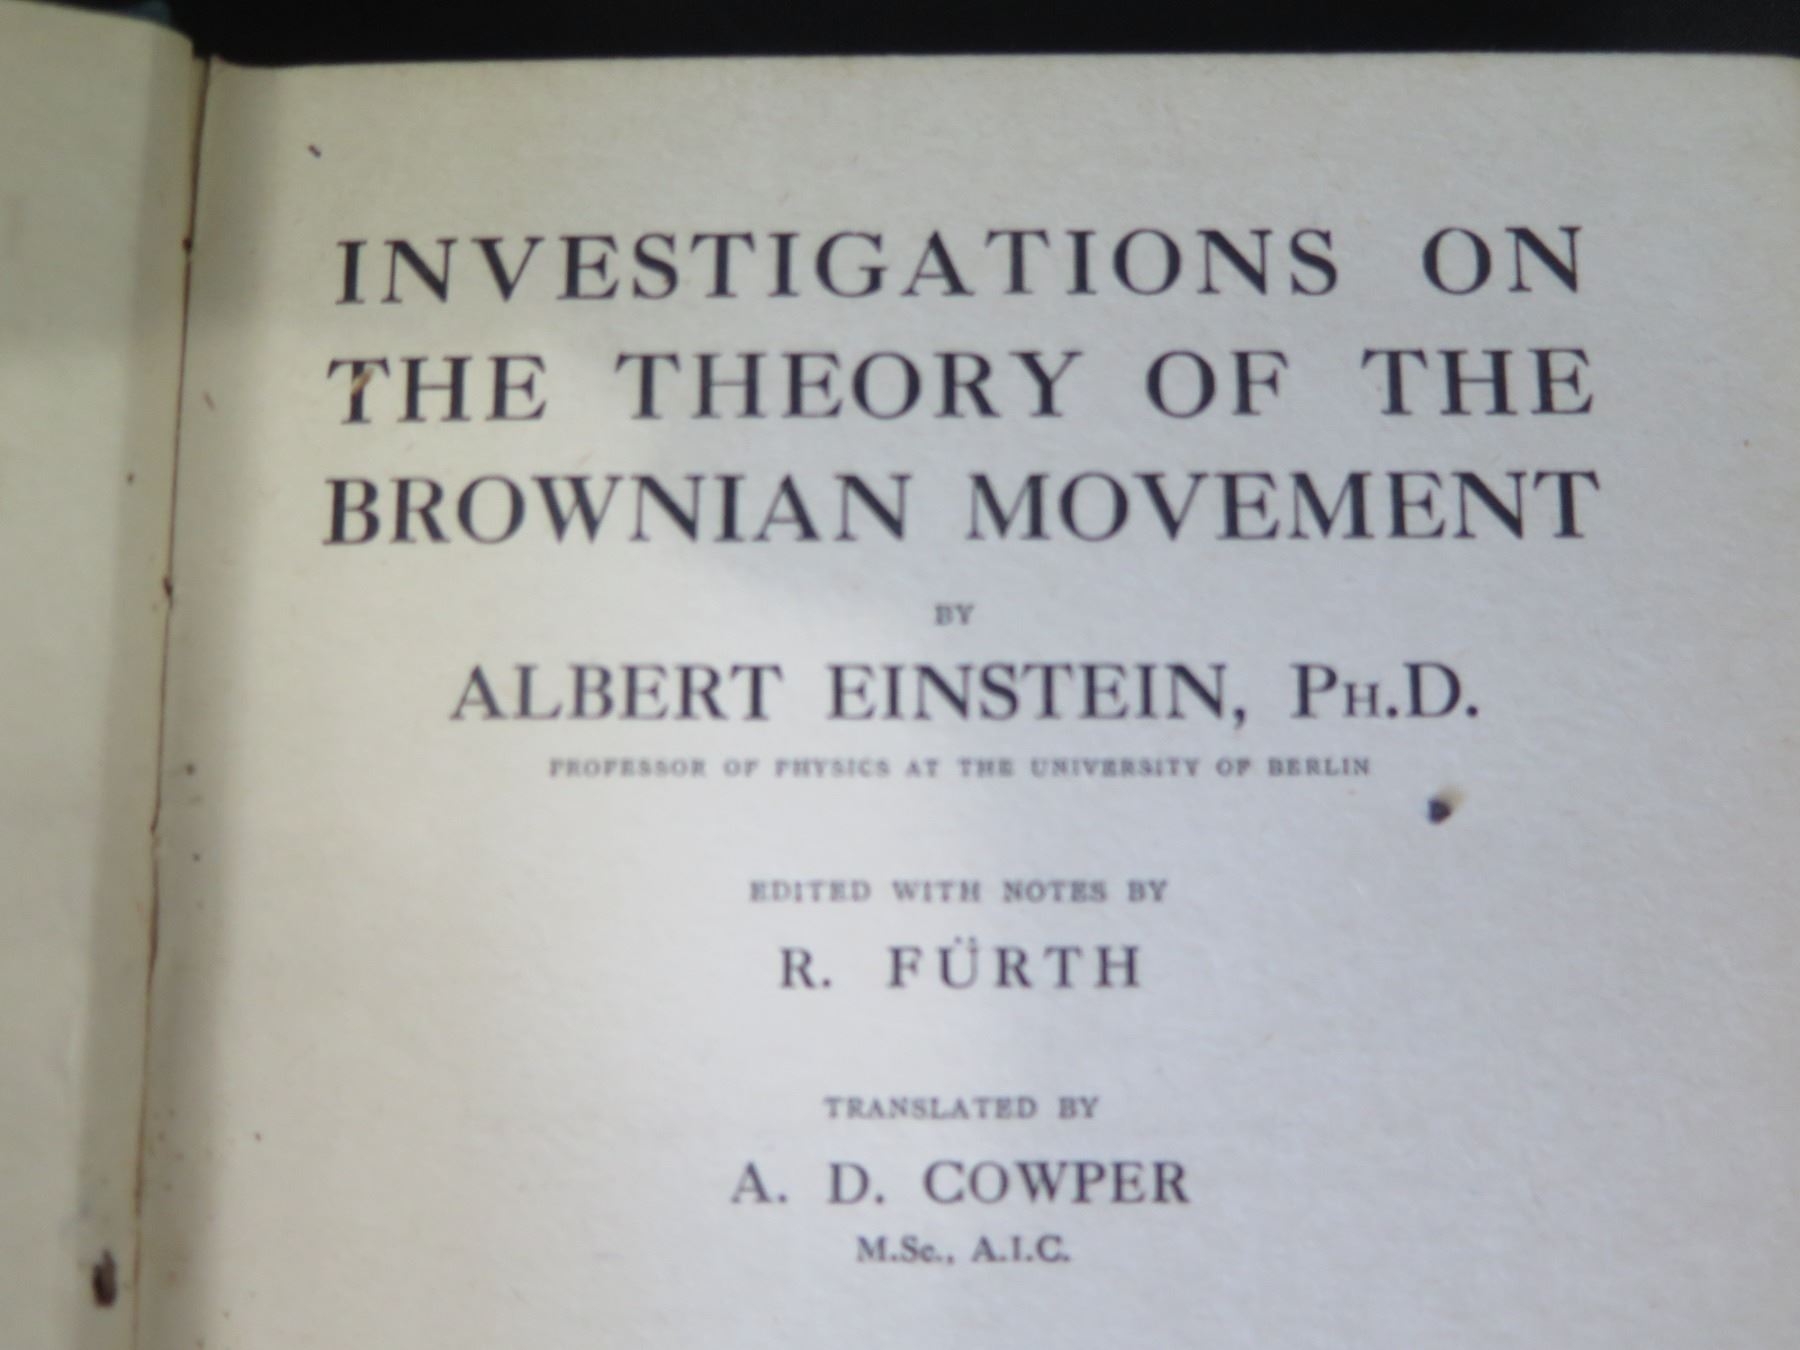 INVESTIGATIONS ON
THE THEORY OF THE
BROWNIAN MOVEMENT
BY
ALBERT EINSTEIN, PH.D.
PROFESSOR OF PHYSICS AT THE UNIVERSITY OF BERLIN
EDITED WITH NOTES BY
R. FÜRTH
TRANSLATED BY
A. D. COWPER
M.Sc., A.I.C.